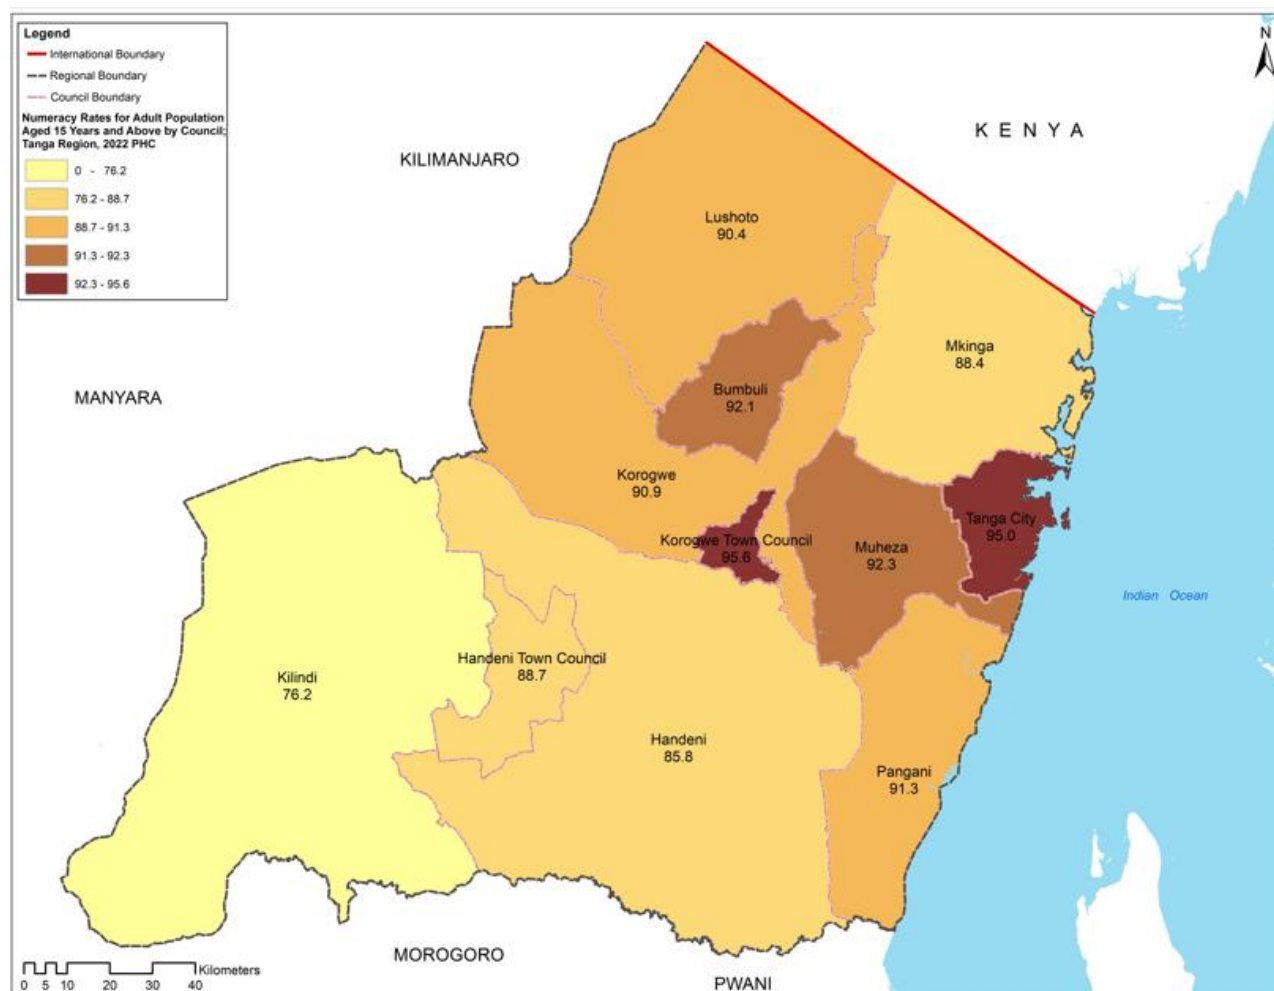 Legend
International Boundary
Regional Boundary
Council Boundary
Numeracy Rates for Adult Population
Aged 15 Years and Above by Council;
Tanga Region, 2022 PHC
0 - 76.2
76.2 - 88.7
88.7 - 91.3
91.3 - 92.3
92.3 - 95.6
N
KENYA
KILIMANJARO
Lushoto
90.4
Mkinga
88.4
MANYARA
Bumbuli
92.1
Korogwe
90.9
Korogwe Town Council
95.6
Muheza
92.3
Tanga City
95.0
Indian Ocean
Kilindi
76.2
Handeni Town Council
88.7
Handeni
85.8
Pangani
91.3
MOROGORO
PWANI
Kilometers
0 5 10 20 30 40